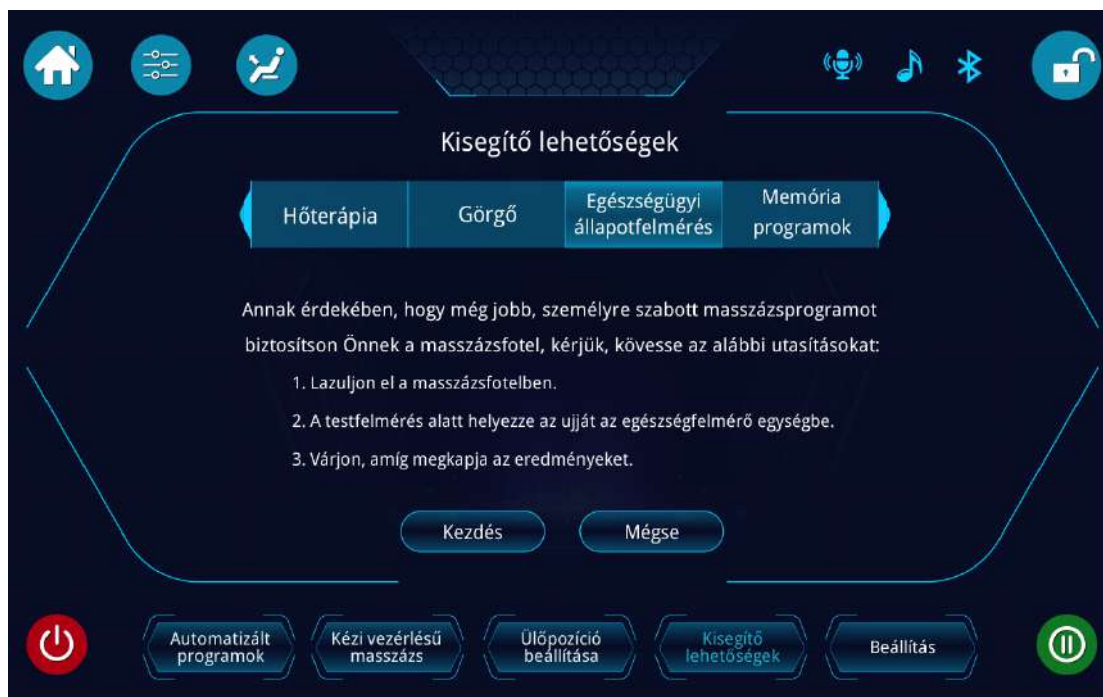 Kisegítő lehetőségek
Hőterápia
Görgő
Egészségügyi
állapotfelmérés
Memória
programok
Annak érdekében, hogy még jobb, személyre szabott masszázsprogramot
biztosítson Önnek a masszázsfotel, kérjük, kövesse az alábbi utasításokat:
1. Lazuljon el a masszázsfotelben.
2. A testfelmérés alatt helyezze az ujját az egészségfelmérő egységbe.
3. Várjon, amíg megkapja az eredményeket.
Kezdés
Mégse
Automatizált
programok
Kézi vezérlésű
masszázs
Ülőpozíció
beállítása
Kisegítő
lehetőségek
Beállítás